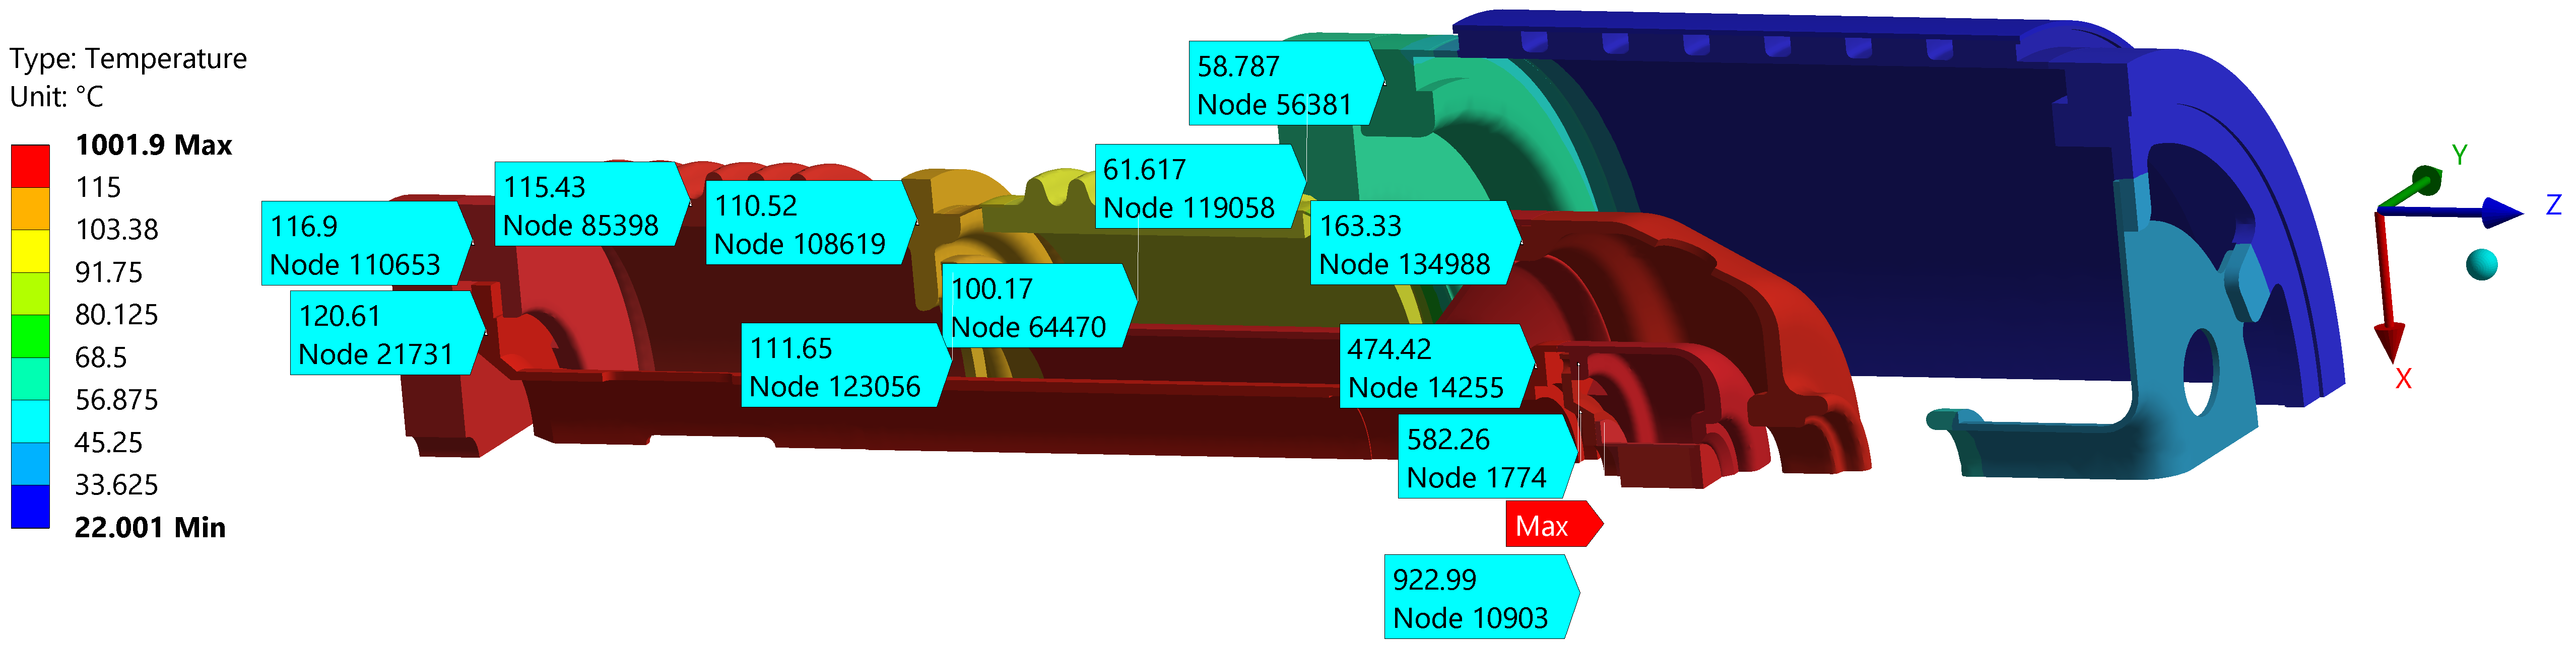 Type: Temperature
Unit: °C
1001.9 Max
115
103.38
91.75
80.125
68.5
56.875
45.25
33.625
22.001 Min
116.9
Node 110653
120.61
Node 21731
115.43
Node 85398
110.52
Node 108619
111.65
Node 123056
100.17
Node 64470
61.617
Node 119058
58.787
Node 56381
163.33
Node 134988
474.42
Node 14255
582.26
Node 1774
Max
922.99
Node 10903
Y
Z
X